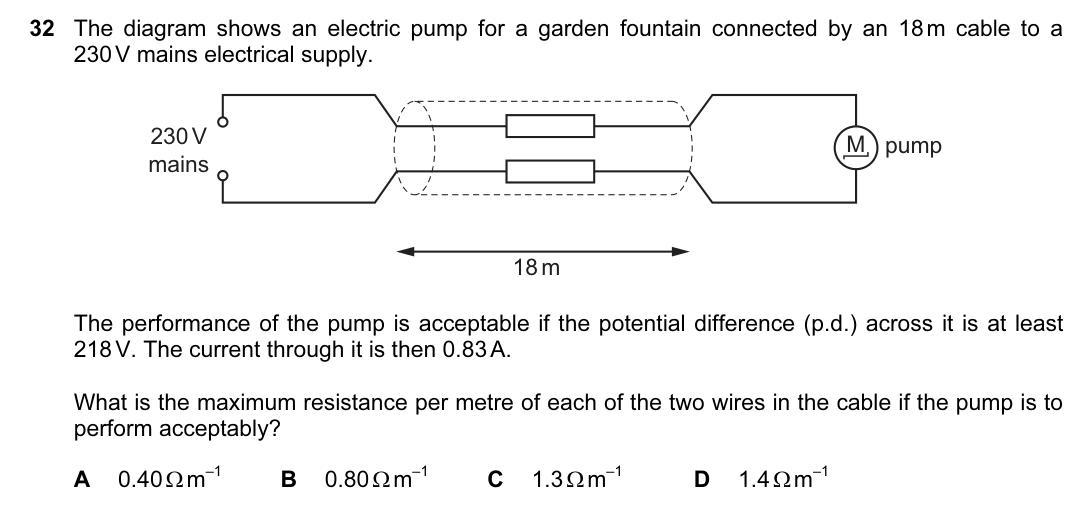 32 The diagram shows an electric pump for a garden fountain connected by an 18 m cable to a
230 V mains electrical supply.
230 V
mains
M
pump
18 m
The performance of the pump is acceptable if the potential difference (p.d.) across it is at least
218 V. The current through it is then 0.83 A.
What is the maximum resistance per metre of each of the two wires in the cable if the pump is to
perform acceptably?
A 0.40 Ω m⁻¹ B 0.80 Ω m⁻¹ C 1.3 Ω m⁻¹ D 1.4 Ω m⁻¹